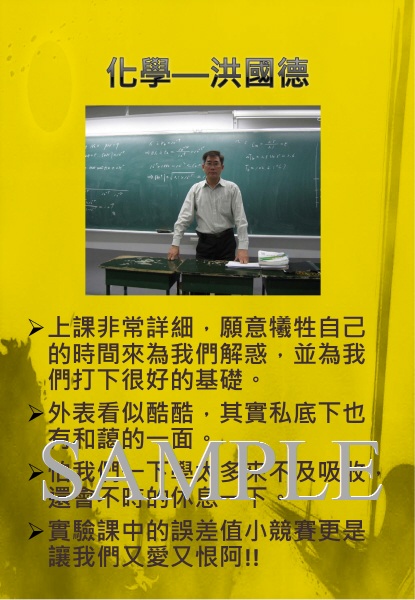 化學—洪國德
➢上課非常詳細，願意犧牲自己
的時間來為我們解惑，並為我
們打下很好的基礎。
➢外表看似酷酷，其實私底下也
有和藹的一面。
➢怕我們一下學太多來不及吸收，
還會不時的休息一下。
SAMPLE
➢實驗課中的誤差值小競賽更是
讓我們又愛又恨阿!!